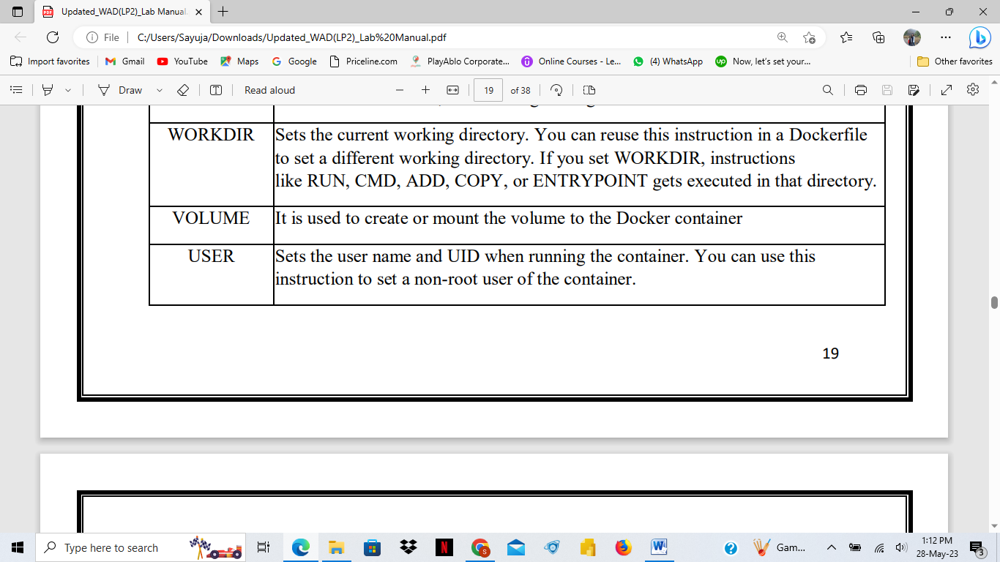 Updated_WAD(LP2)_Lab Manual.
File
C:/Users/Sayuja/Downloads/Updated_WAD(LP2)_Lab%20Manual.pdf
Import favorites
Gmail
YouTube
Maps
Google
Priceline.com
PlayAblo Corporate...
Online Courses - Le...
(4) WhatsApp
Now, let's set your...
Other favorites
Draw
Read aloud
19
of 38
WORKDIR
Sets the current working directory. You can reuse this instruction in a Dockerfile
to set a different working directory. If you set WORKDIR, instructions
like RUN, CMD, ADD, COPY, or ENTRYPOINT gets executed in that directory.
VOLUME
It is used to create or mount the volume to the Docker container
USER
Sets the user name and UID when running the container. You can use this
instruction to set a non-root user of the container.
19
Type here to search
Gam...
1:12 PM
28-May-23
3